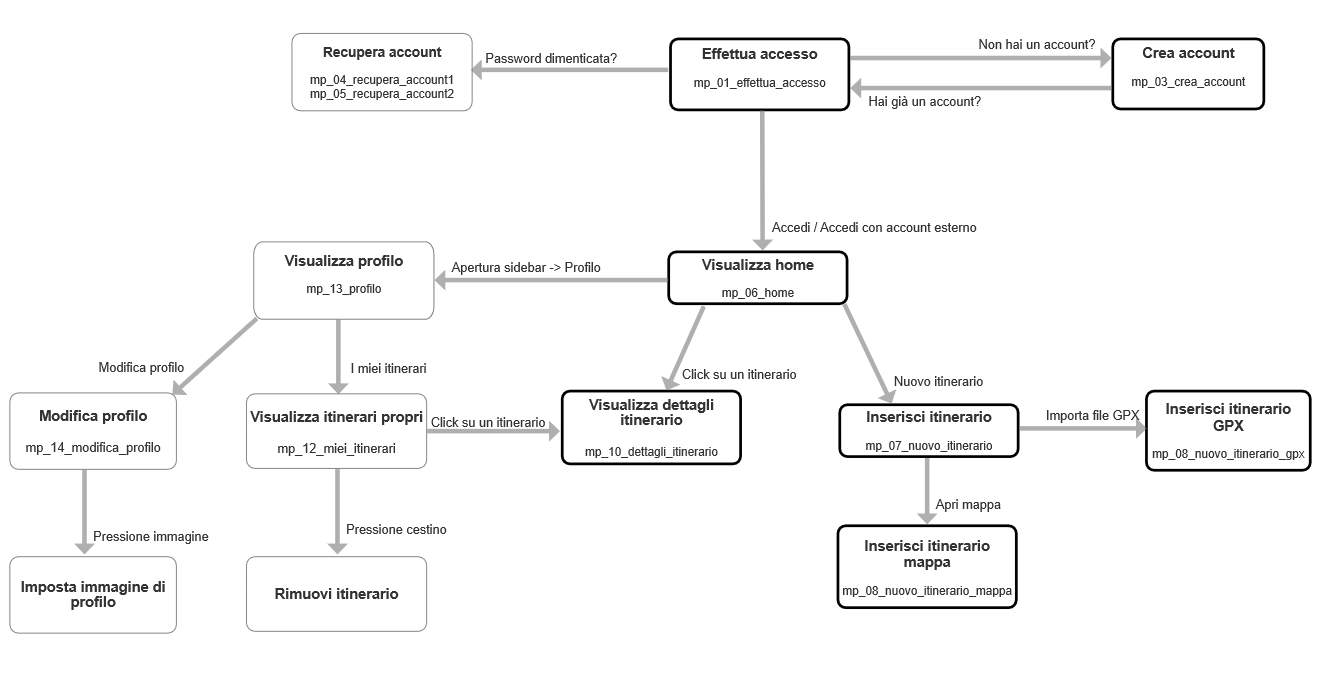 Recupera account
mp_04_recupera_account1
mp_05_recupera_account2
Password dimenticata?
Effettua accesso
mp_01_effettua_accesso
Non hai un account?
Hai già un account?
Crea account
mp_03_crea_account
Accedi / Accedi con account esterno
Visualizza profilo
mp_13_profilo
Apertura sidebar -> Profilo
Visualizza home
mp_06_home
Modifica profilo
I miei itinerari
Click su un itinerario
Nuovo itinerario
Modifica profilo
mp_14_modifica_profilo
Visualizza itinerari propri
mp_12_miei_itinerari
Click su un itinerario
Visualizza dettagli
itinerario
mp_10_dettagli_itinerario
Inserisci itinerario
mp_07_nuovo_itinerario
Importa file GPX
Inserisci itinerario
GPX
mp_08_nuovo_itinerario_gpx
Pressione immagine
Pressione cestino
Apri mappa
Imposta immagine di
profilo
Rimuovi itinerario
Inserisci itinerario
mappa
mp_08_nuovo_itinerario_mappa